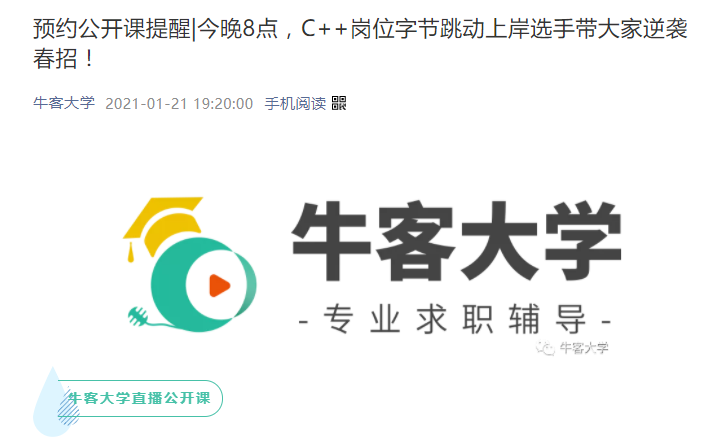 预约公开课提醒|今晚8点，C++岗位字节跳动上岸选手带大家逆袭
春招！
牛客大学 2021-01-21 19:20:00 手机阅读
牛客大学
-专业求职辅导-
牛客大学
牛客大学直播公开课